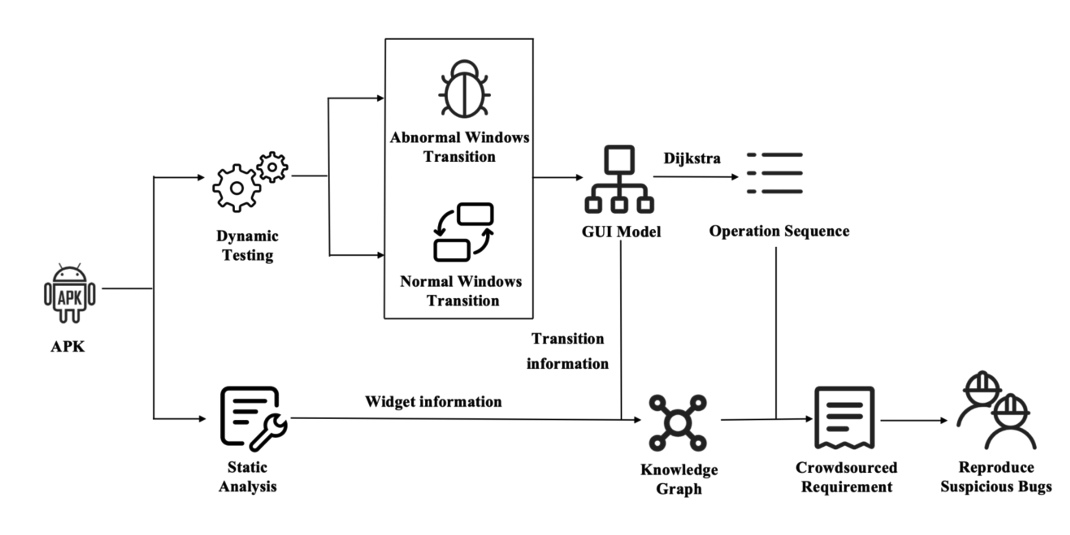 Abnormal Windows
Transition
Dijkstra
Dynamic
Testing
GUI Model
Operation Sequence
Normal Windows
Transition
APK
APK
Transition
information
Widget information
Static
Analysis
Knowledge
Graph
Crowdsourced
Requirement
Reproduce
Suspicious Bugs